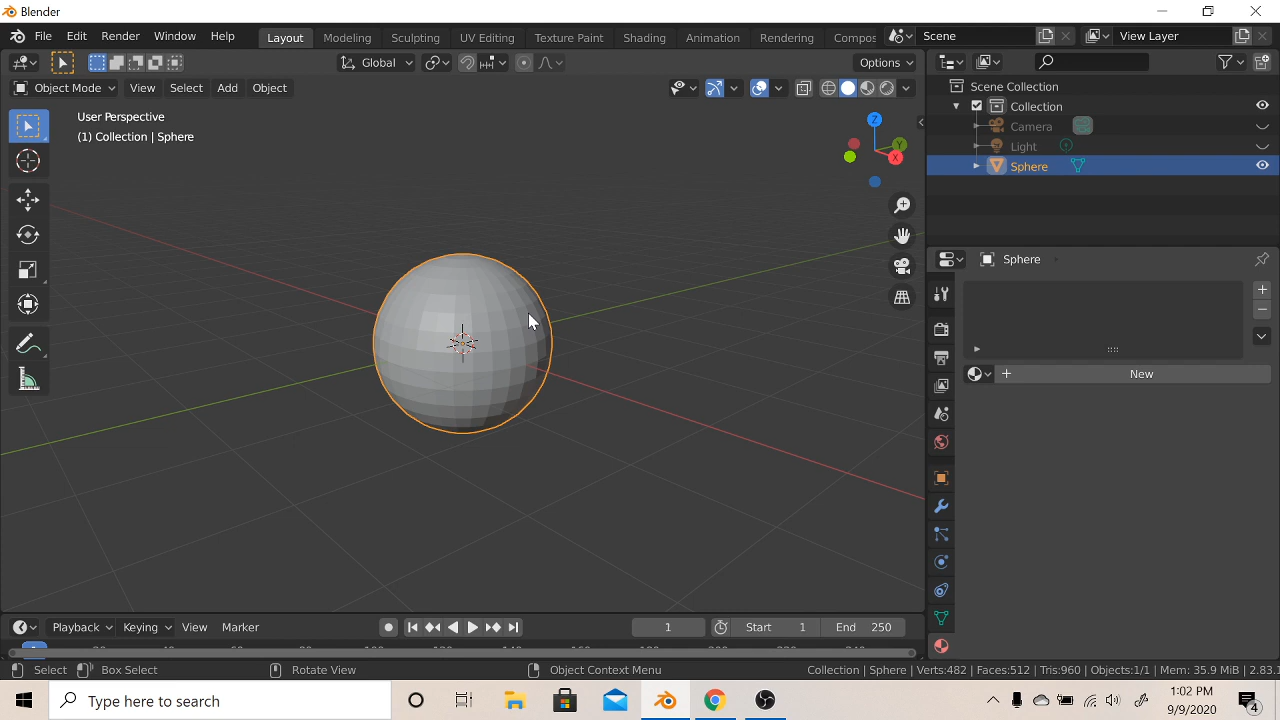 Blender
File Edit Render Window Help Layout Modeling Sculpting UV Editing Texture Paint Shading Animation Rendering Compos Scene View Layer
Global Options
Object Mode View Select Add Object
User Perspective
(1) Collection | Sphere
Z
Y
X
Scene Collection
Collection
Camera
Light
Sphere
Sphere
New
Playback Keying View Marker 1 Start 1 End 250
Select Box Select Rotate View Object Context Menu Collection | Sphere | Verts:482 | Faces:512 | Tris:960 | Objects:1/1 | Mem: 35.9 MiB | 2.83.1
Type here to search
1:02 PM
9/9/2020
4